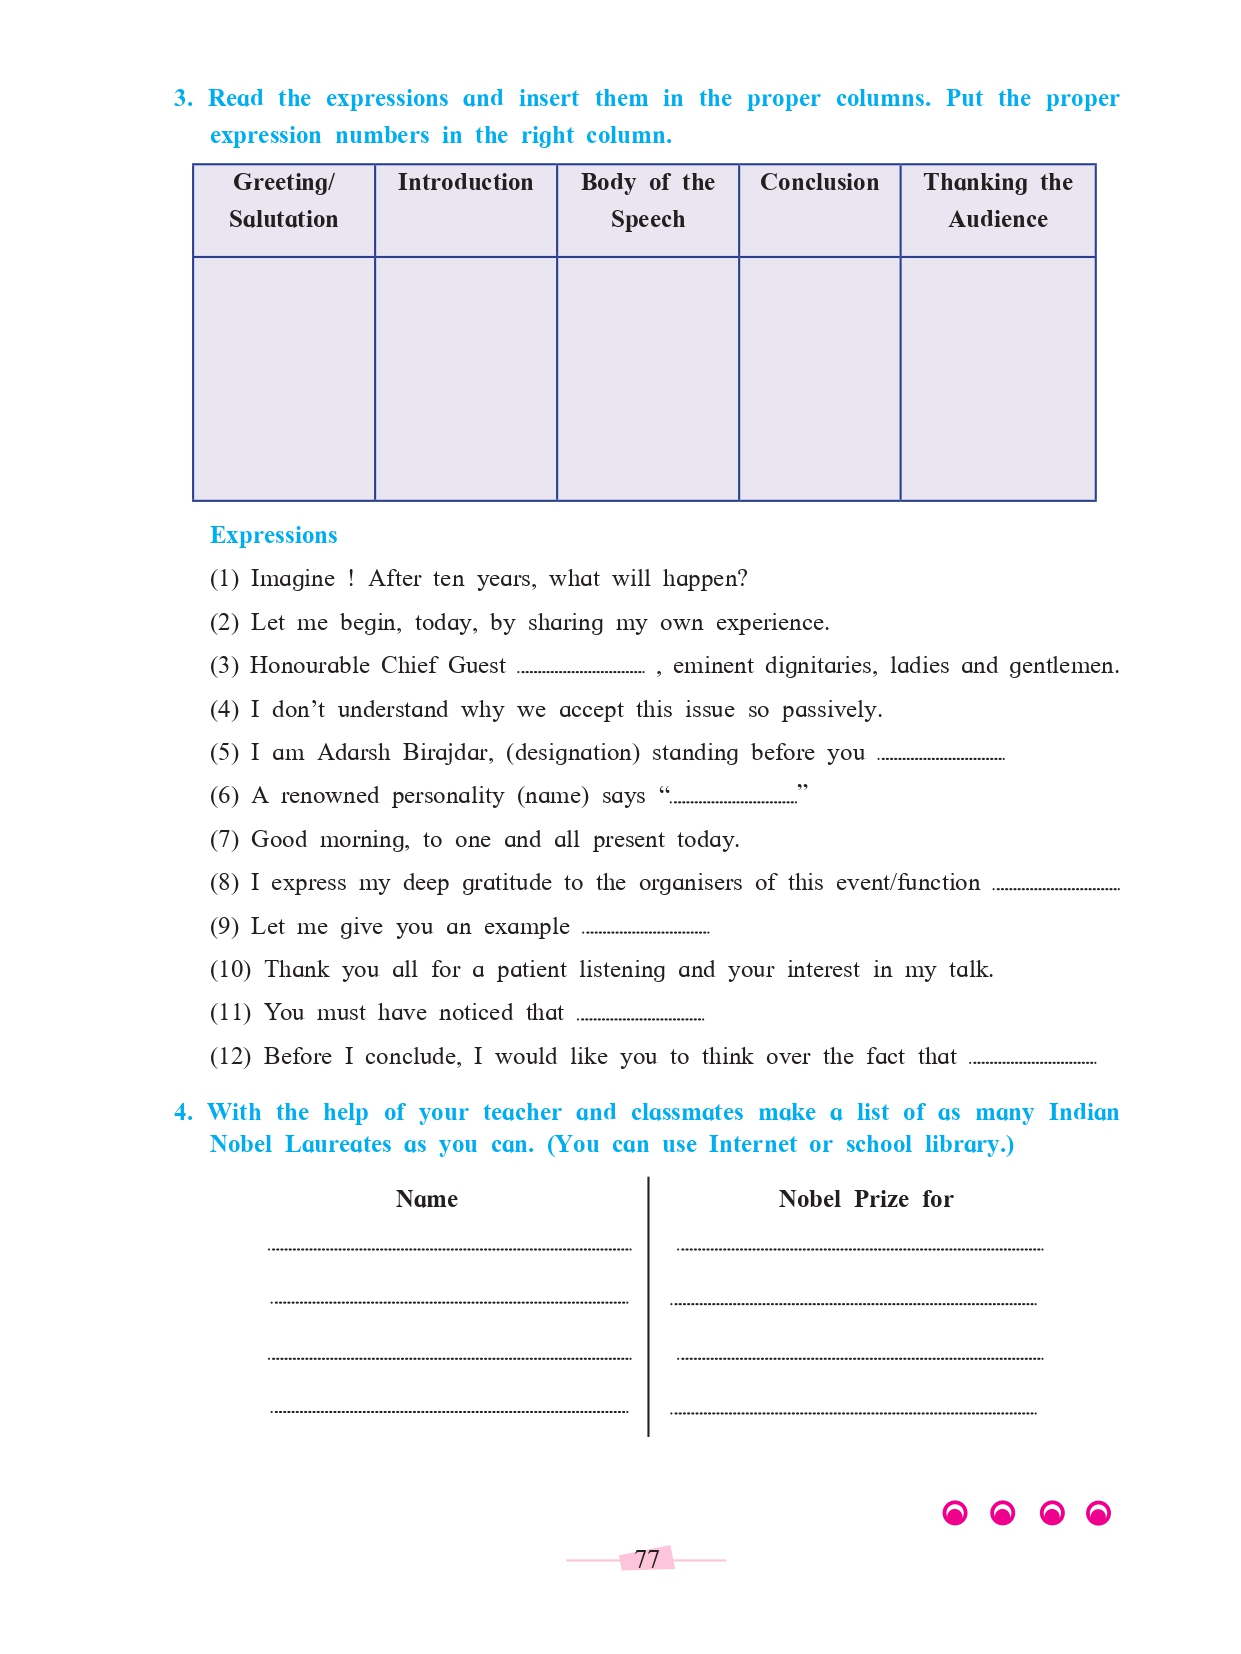 3. Read the expressions and insert them in the proper columns. Put the proper
expression numbers in the right column.
Greeting/
Salutation
Introduction
Body of the
Speech
Conclusion
Thanking the
Audience
Expressions
(1) Imagine ! After ten years, what will happen?
(2) Let me begin, today, by sharing my own experience.
(3) Honourable Chief Guest .............................. , eminent dignitaries, ladies and gentlemen.
(4) I don’t understand why we accept this issue so passively.
(5) I am Adarsh Birajdar, (designation) standing before you ..............................
(6) A renowned personality (name) says “..............................”
(7) Good morning, to one and all present today.
(8) I express my deep gratitude to the organisers of this event/function ..............................
(9) Let me give you an example ..............................
(10) Thank you all for a patient listening and your interest in my talk.
(11) You must have noticed that ..............................
(12) Before I conclude, I would like you to think over the fact that ..............................
4. With the help of your teacher and classmates make a list of as many Indian
Nobel Laureates as you can. (You can use Internet or school library.)
Name
Nobel Prize for
77